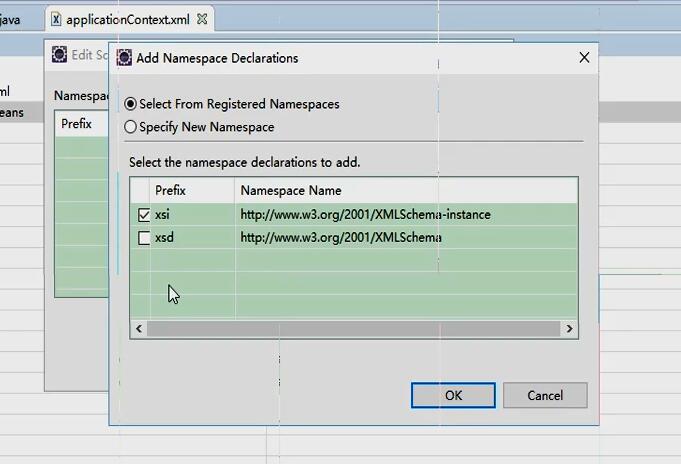 java
applicationContext.xml
Edit Sc
Add Namespace Declarations
ml
eans
Namespac
Prefix
Select From Registered Namespaces
Specify New Namespace
Select the namespace declarations to add.
Prefix Namespace Name
xsi http://www.w3.org/2001/XMLSchema-instance
xsd http://www.w3.org/2001/XMLSchema
OK Cancel